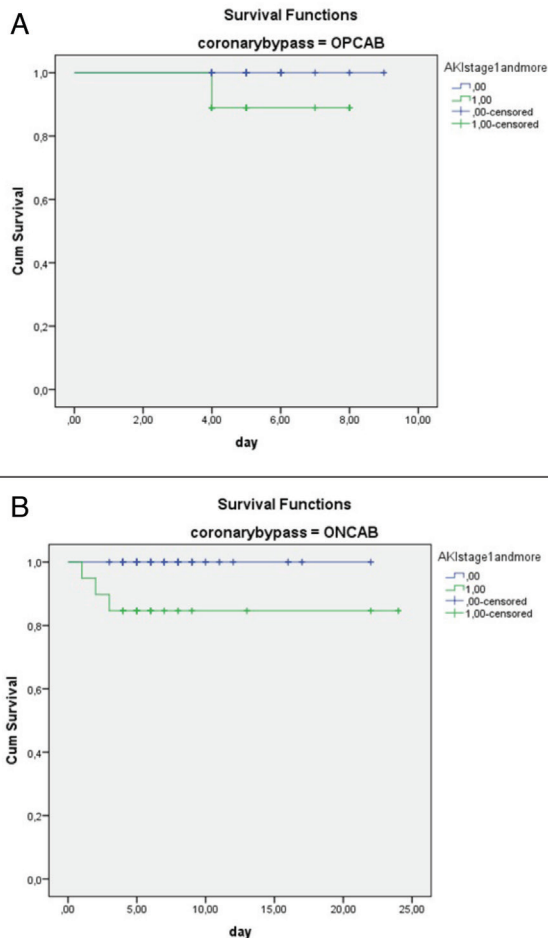 A
Survival Functions
coronarybypass = OPCAB
AKIstage1andmore
,00
1,00
,00-censored
1,00-censored
1,0
0,8
0,6
0,4
0,2
0,0
Cum Survival
,00 2,00 4,00 6,00 8,00 10,00
day
B
Survival Functions
coronarybypass = ONCAB
AKIstage1andmore
,00
1,00
,00-censored
1,00-censored
1,0
0,8
0,6
0,4
0,2
0,0
Cum Survival
,00 5,00 10,00 15,00 20,00 25,00
day